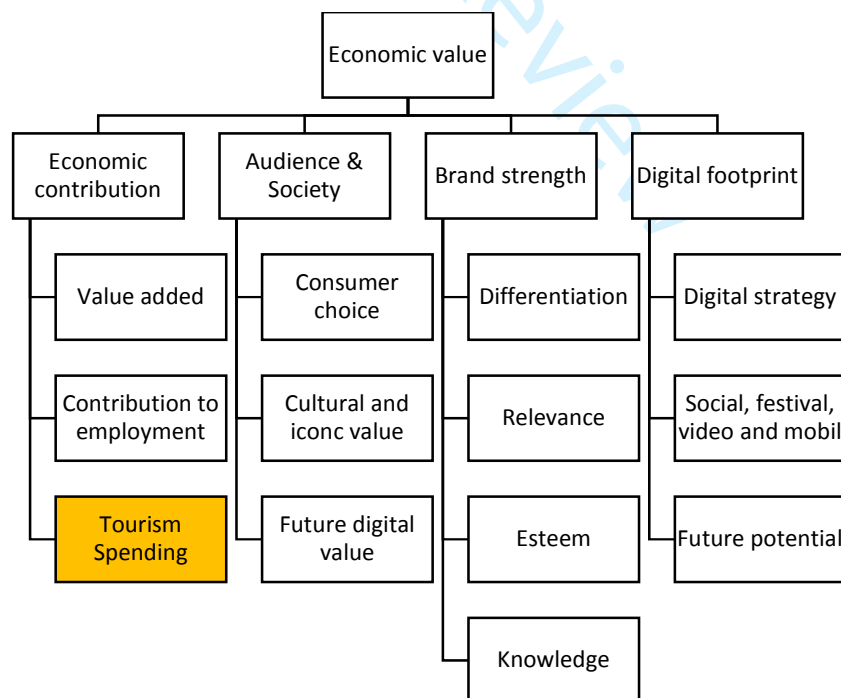 Economic value
Economic
contribution
Value added
Contribution to
employment
Tourism
Spending
Audience &
Society
Consumer
choice
Cultural and
iconc value
Future digital
value
Brand strength
Differentiation
Relevance
Esteem
Knowledge
Digital footprint
Digital strategy
Social, festival,
video and mobil
Future potential